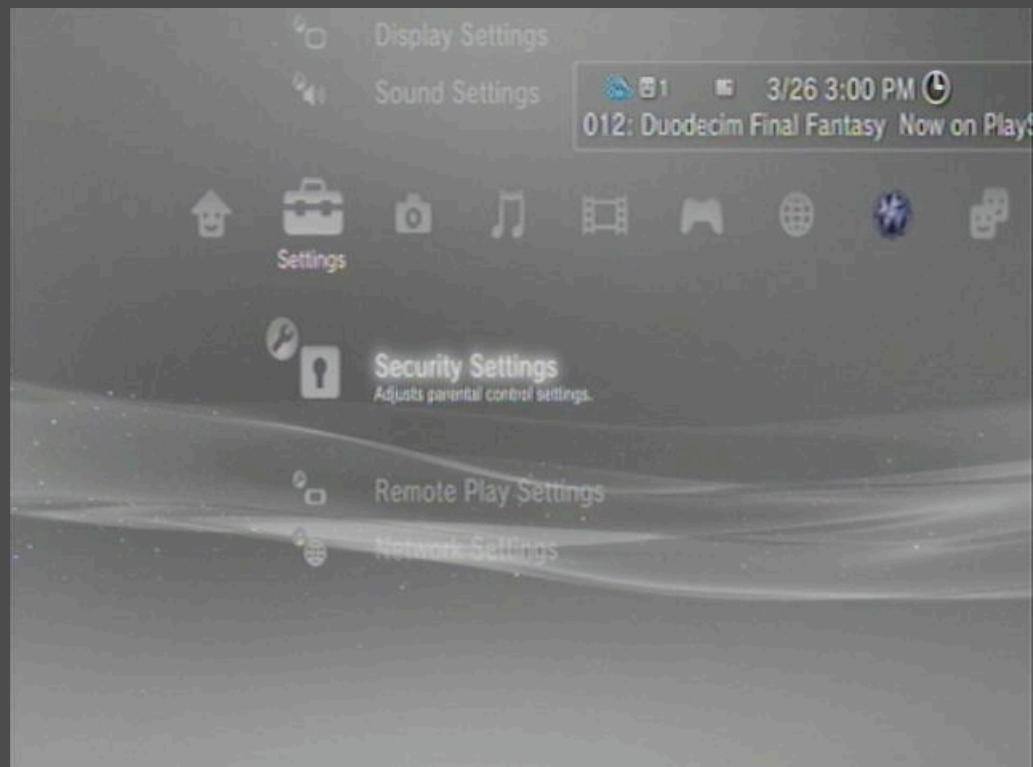 Display Settings
Sound Settings
1 3/26 3:00 PM
012: Duodecim Final Fantasy Now on PlayS
Settings
Security Settings
Adjusts parental control settings.
Remote Play Settings
Network Settings